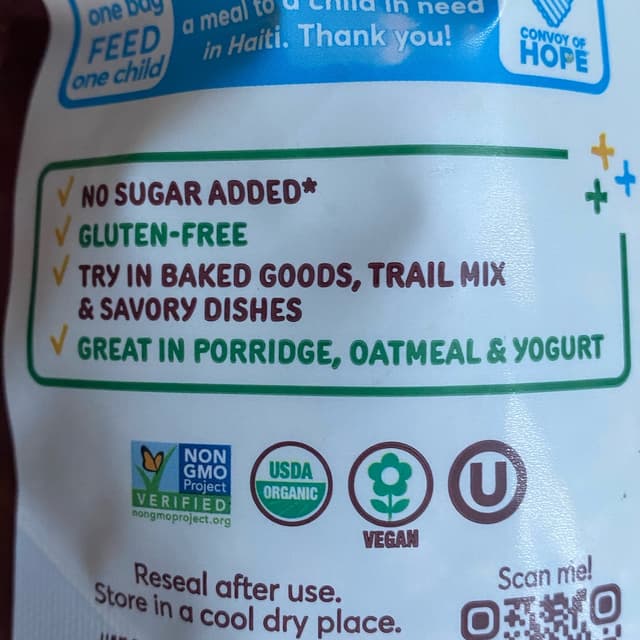 one bag
FEED
one child
a meal to a child in need
in Haiti. Thank you!
CONVOY OF
HOPE
NO SUGAR ADDED*
GLUTEN-FREE
TRY IN BAKED GOODS, TRAIL MIX
& SAVORY DISHES
GREAT IN PORRIDGE, OATMEAL & YOGURT
NON
GMO
Project
VERIFIED
nongmoproject.org
USDA
ORGANIC
VEGAN
U
Reseal after use.
Store in a cool dry place.
Scan me!